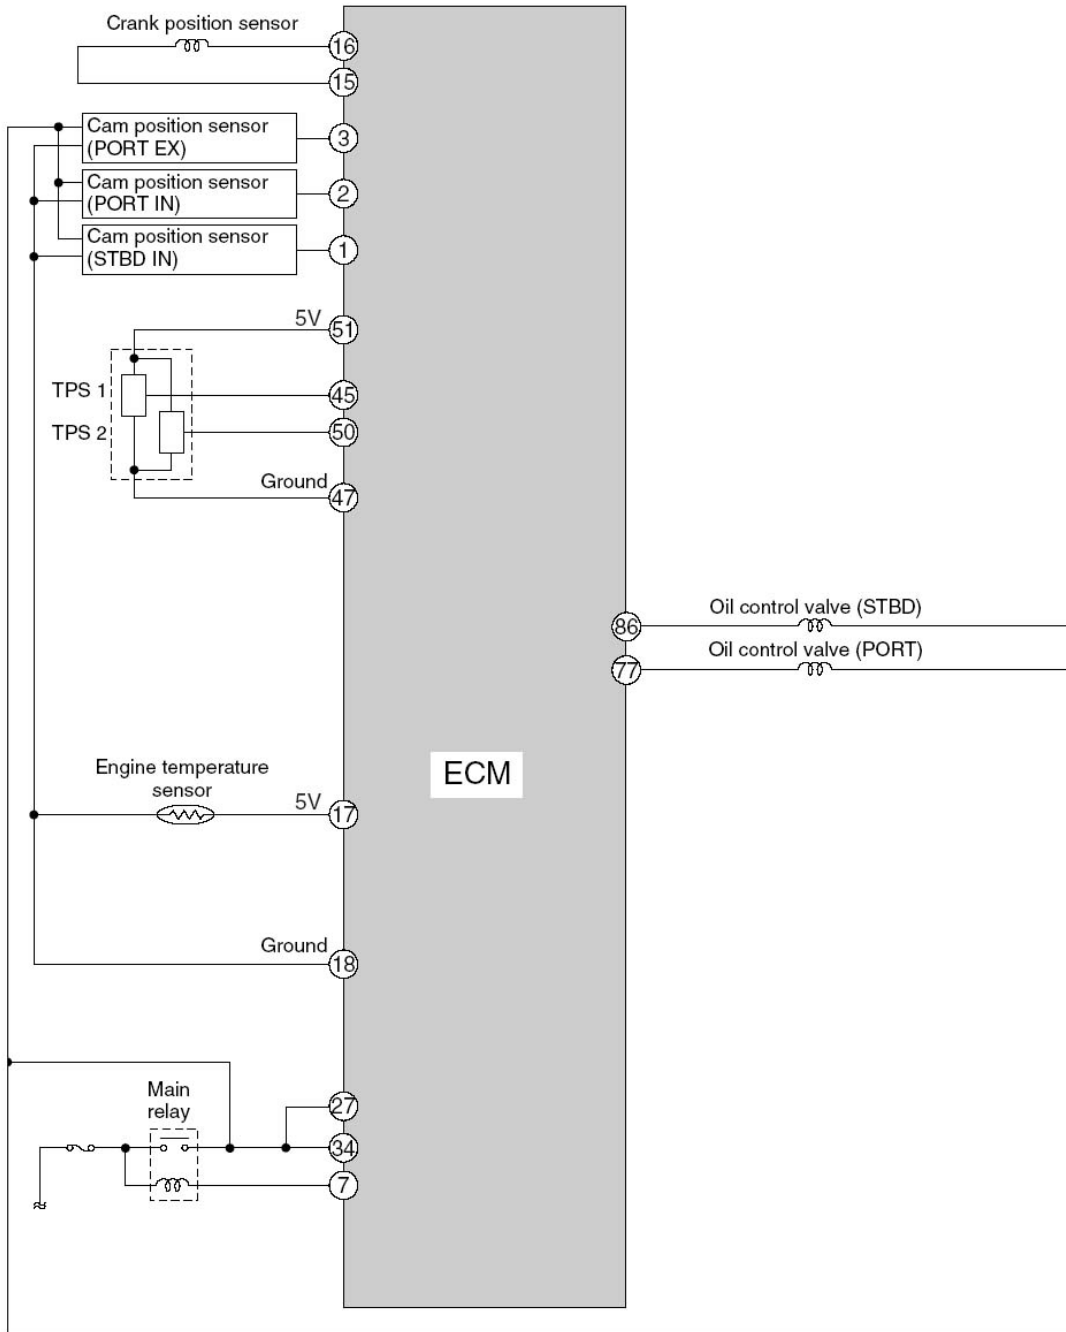 Crank position sensor
16
15
Cam position sensor
(PORT EX)
3
Cam position sensor
(PORT IN)
2
Cam position sensor
(STBD IN)
1
5V
51
TPS 1
45
TPS 2
50
Ground
47
Oil control valve (STBD)
86
Oil control valve (PORT)
77
ECM
Engine temperature
sensor
5V
17
Ground
18
Main
relay
27
34
7